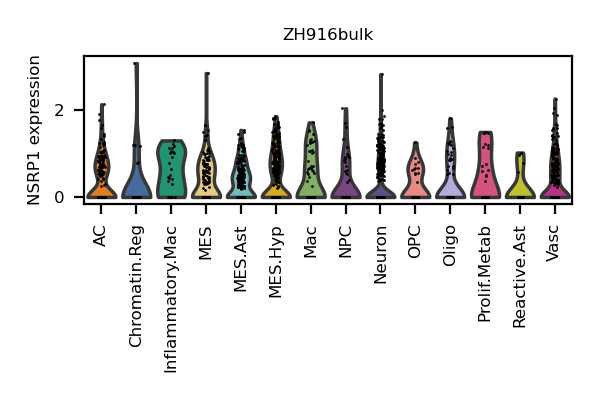 ZH916bulk
NSRP1 expression
2
0
AC
Chromatin.Reg
Inflammatory.Mac
MES
MES.Ast
MES.Hyp
Mac
NPC
Neuron
OPC
Oligo
Prolif.Metab
Reactive.Ast
Vasc